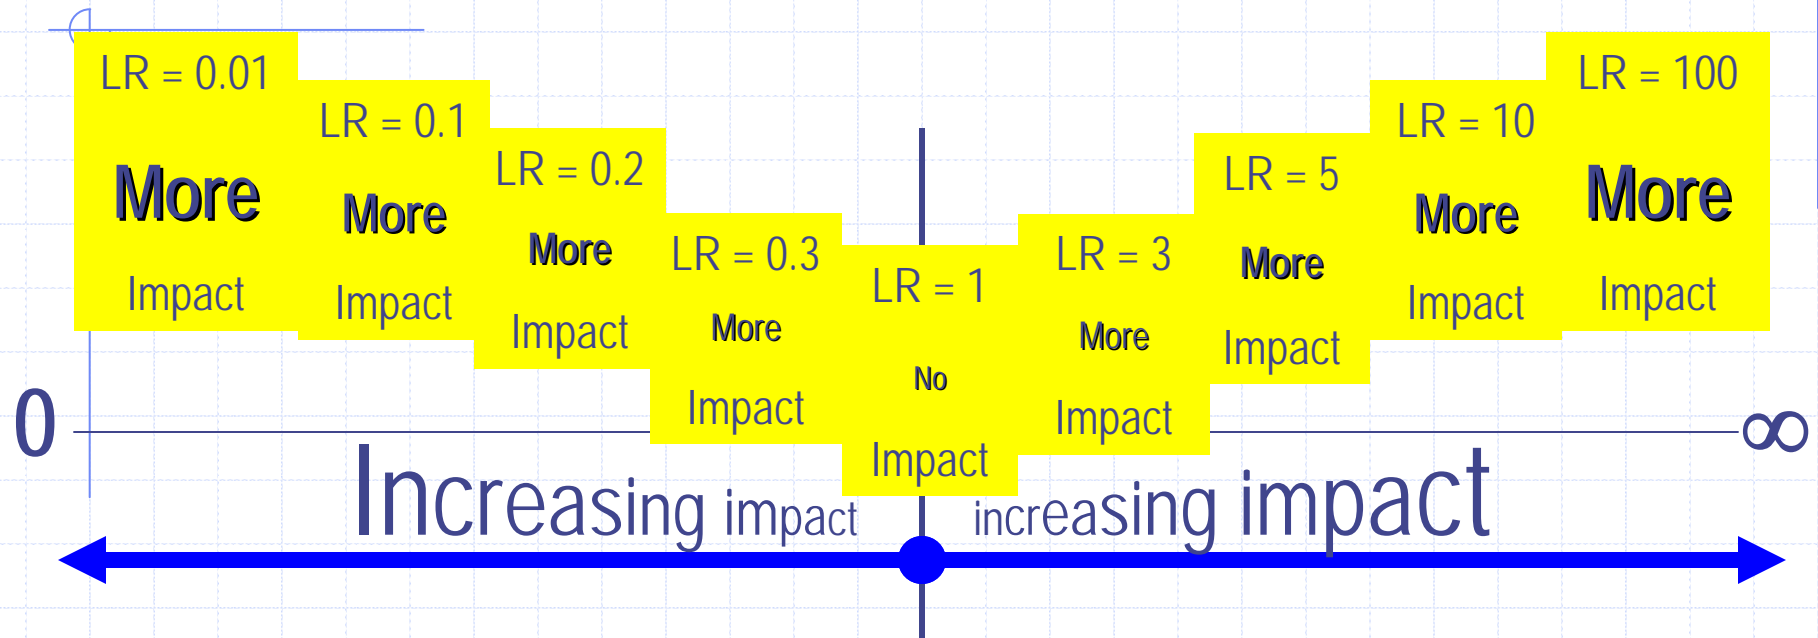 LR = 0.01
More
Impact
LR = 0.1
More
Impact
LR = 0.2
More
Impact
LR = 0.3
More
Impact
LR = 1
No
Impact
LR = 3
More
Impact
LR = 5
More
Impact
LR = 10
More
Impact
LR = 100
More
Impact
0
∞
Increasing impact
increasing impact